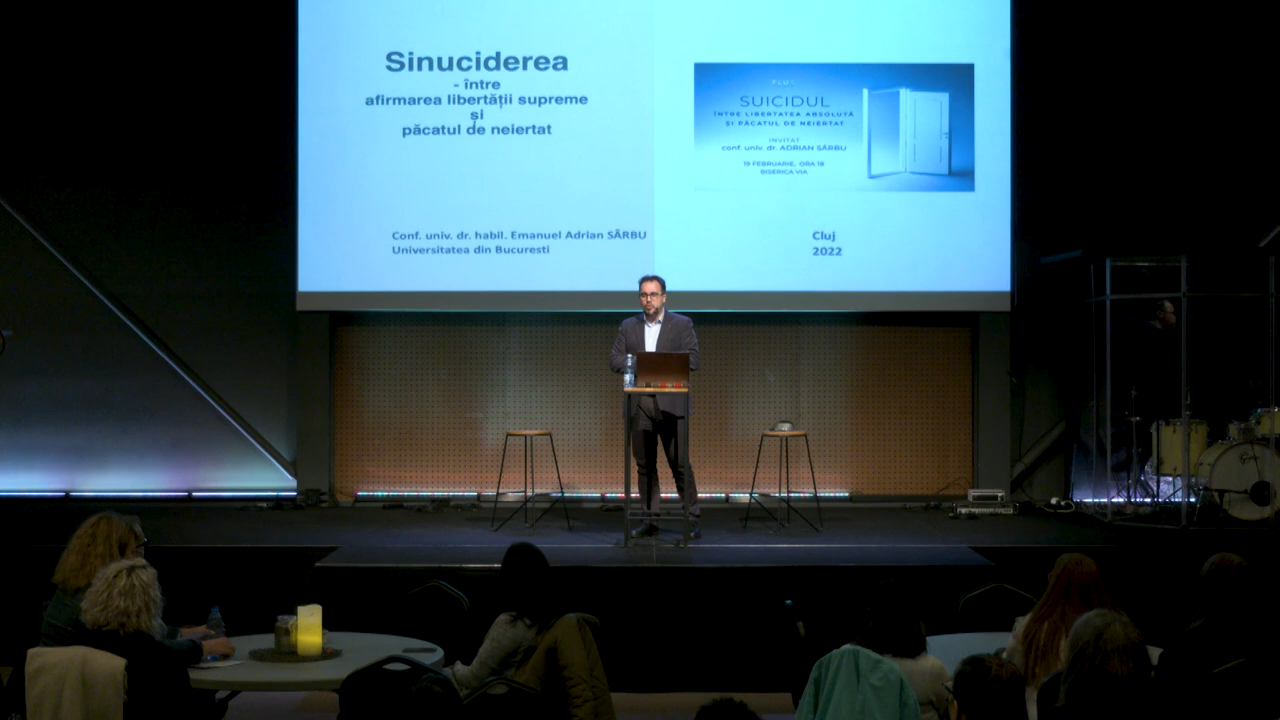 Sinuciderea
- între
afirmarea libertății supreme
și
păcatul de neiertat
PLUS
SUICIDUL
ÎNTRE LIBERTATEA ABSOLUTĂ
ȘI PĂCATUL DE NEIERTAT
INVITAT
conf. univ. dr. ADRIAN SÂRBU
19 FEBRUARIE, ORA 18
BISERICA VIA
Conf. univ. dr. habil. Emanuel Adrian SÂRBU
Universitatea din Bucuresti
Cluj
2022